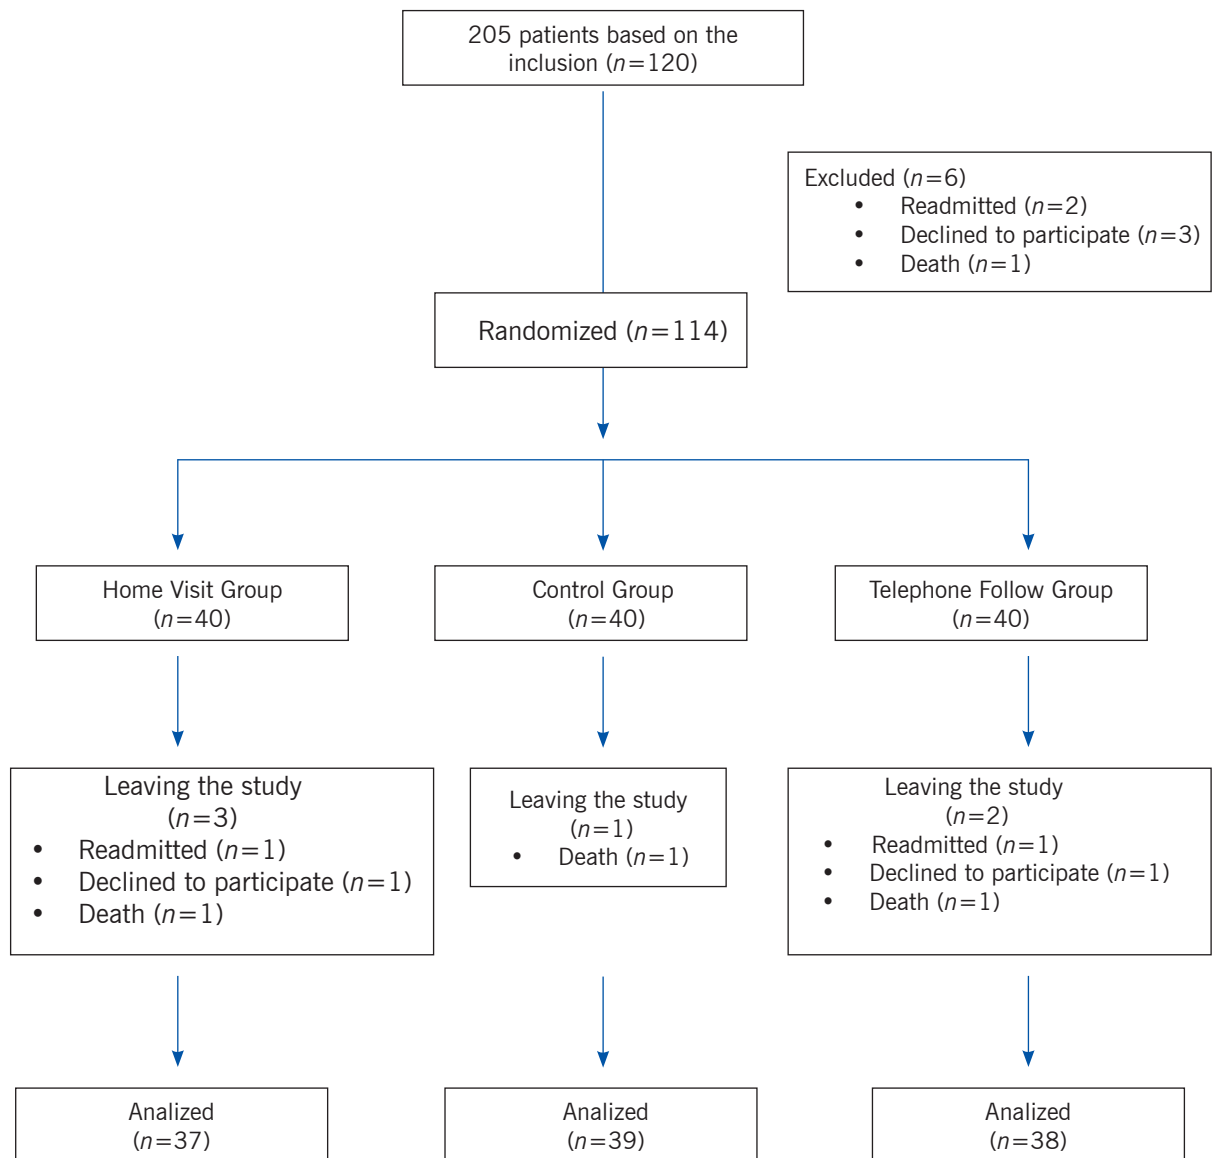 205 patients based on the
inclusion (n=120)
Excluded (n=6)
• Readmitted (n=2)
• Declined to participate (n=3)
• Death (n=1)
Randomized (n=114)
Home Visit Group
(n=40)
Control Group
(n=40)
Telephone Follow Group
(n=40)
Leaving the study
(n=3)
• Readmitted (n=1)
• Declined to participate (n=1)
• Death (n=1)
Leaving the study
(n=1)
• Death (n=1)
Leaving the study
(n=2)
• Readmitted (n=1)
• Declined to participate (n=1)
• Death (n=1)
Analized
(n=37)
Analized
(n=39)
Analized
(n=38)